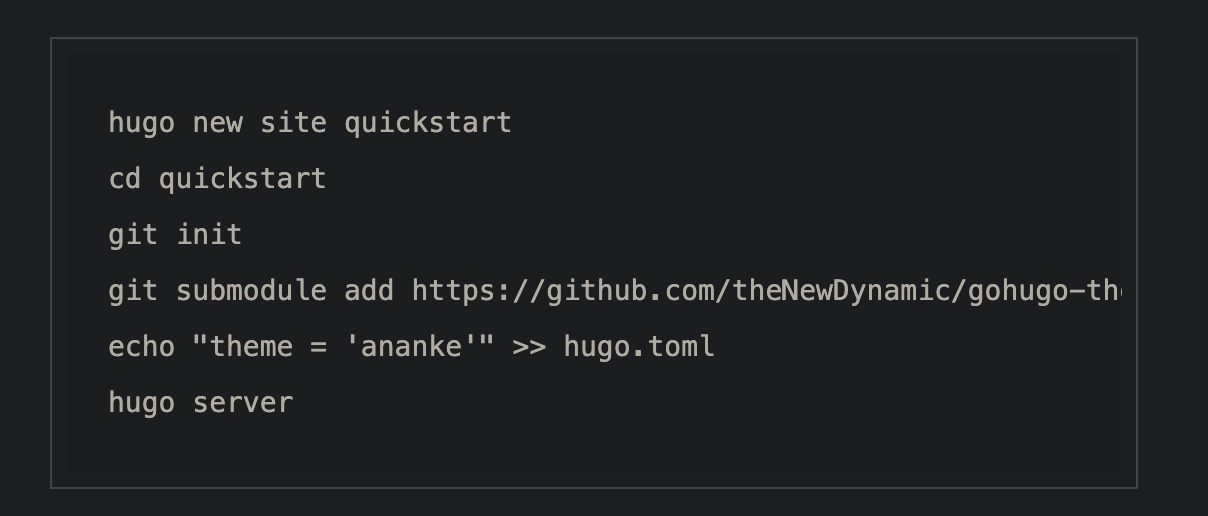 hugo new site quickstart
cd quickstart
git init
git submodule add https://github.com/theNewDynamic/gohugo-th
echo "theme = 'ananke'" >> hugo.toml
hugo server